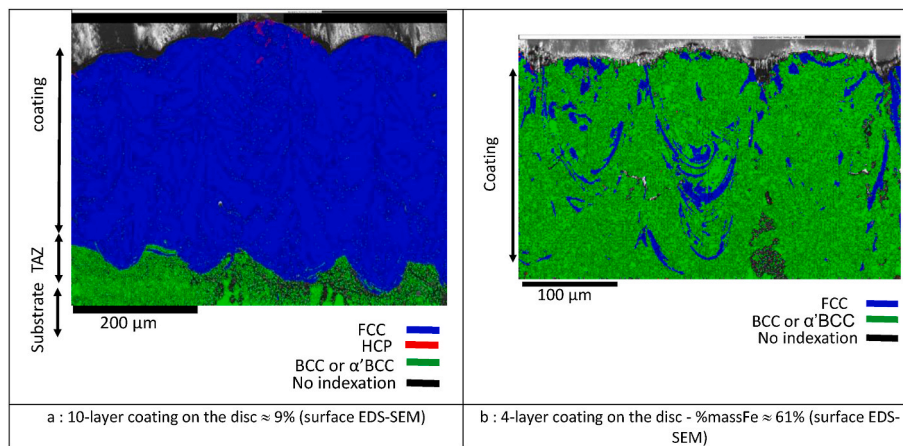 coating
TAZ
Substrate
200 µm
FCC
HCP
BCC or α'BCC
No indexation
Coating
100 µm
FCC
BCC or α'BCC
No indexation
a : 10-layer coating on the disc ≈ 9% (surface EDS-SEM)
b : 4-layer coating on the disc - %massFe ≈ 61% (surface EDS-
SEM)